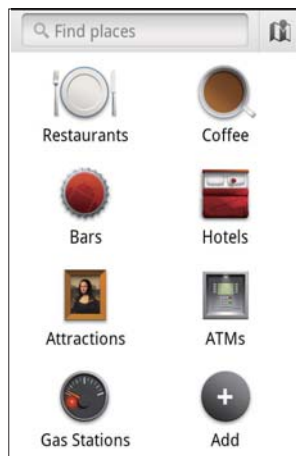 Find places
Restaurants Coffee
Bars Hotels
Attractions ATMs
Gas Stations Add